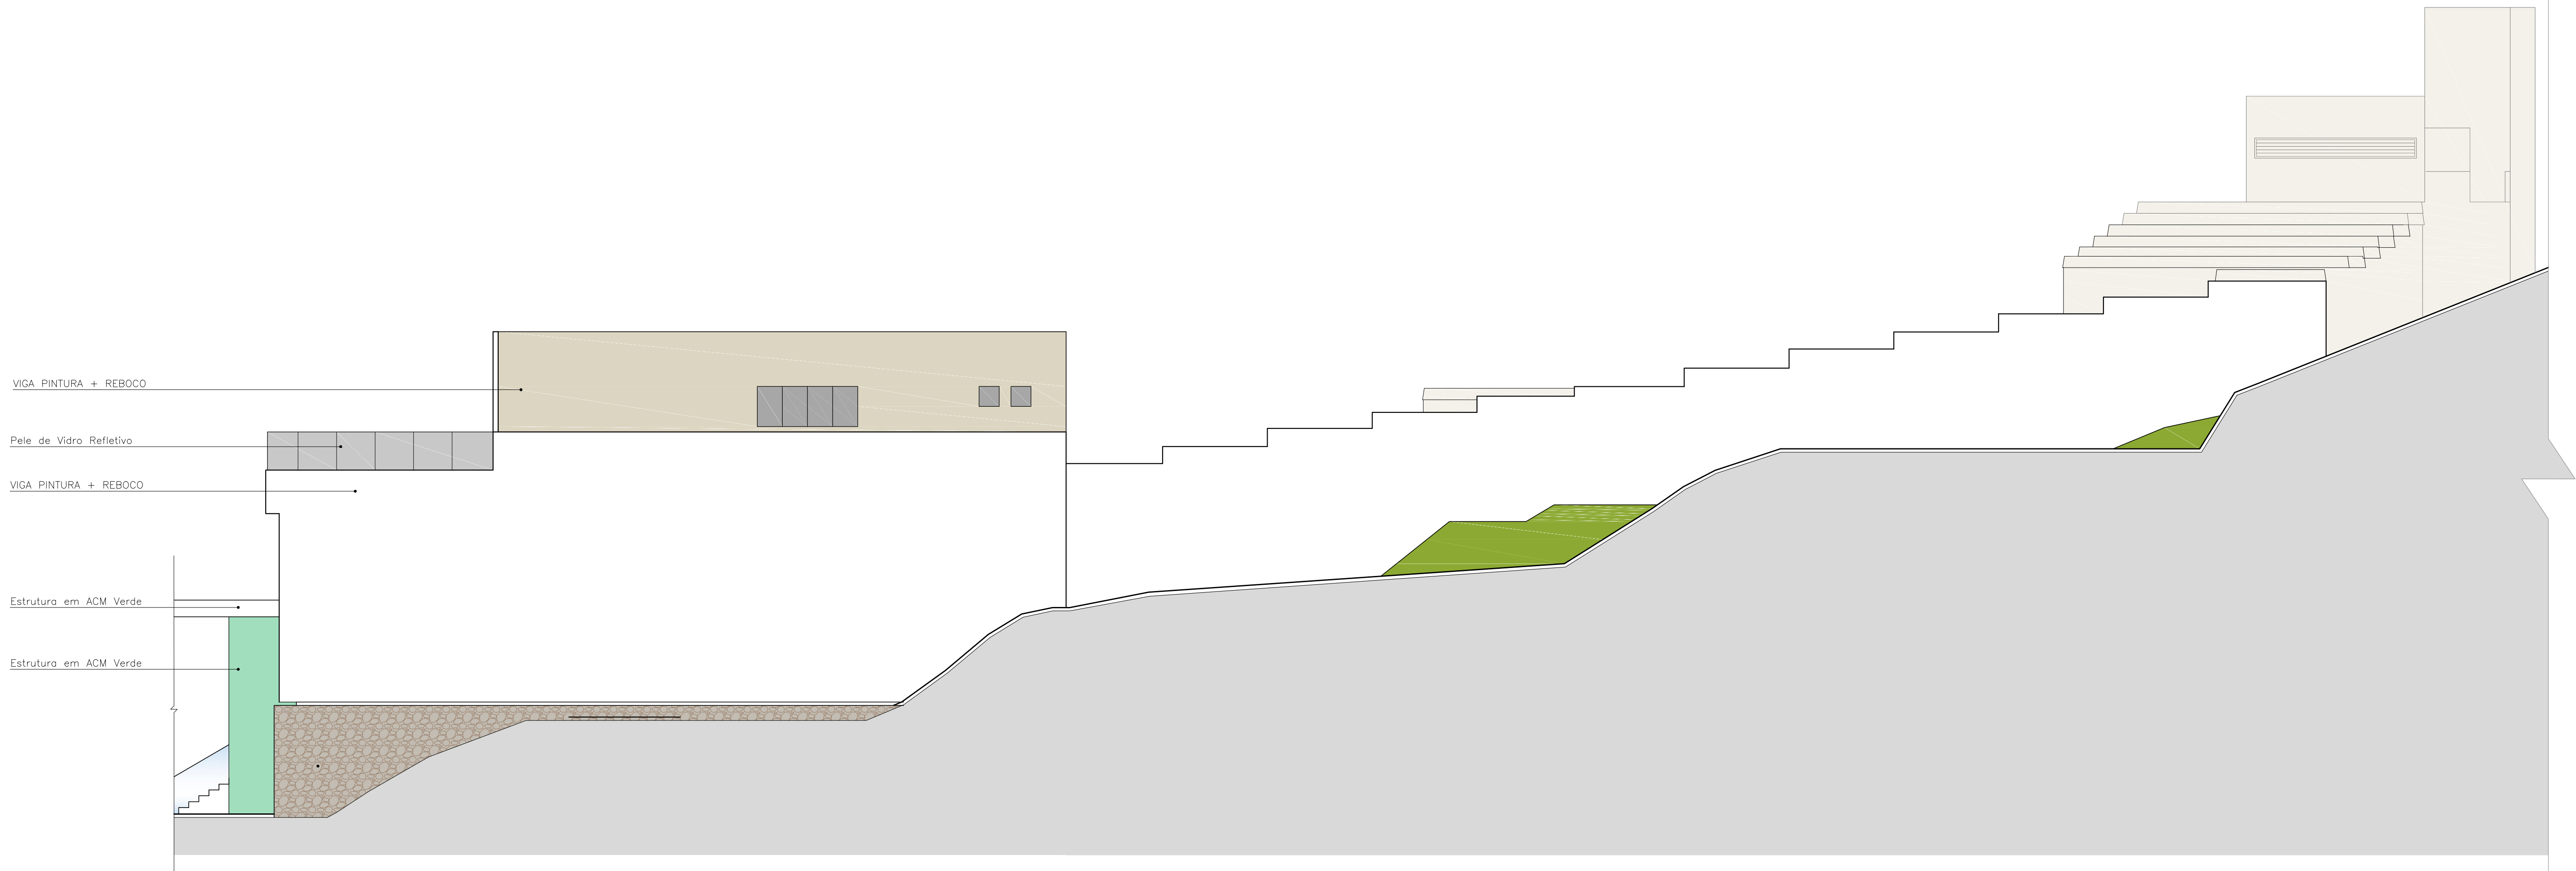 VIGA PINTURA + REBOCO
Pele de Vidro Refletivo
VIGA PINTURA + REBOCO
Estrutura em ACM Verde
Estrutura em ACM Verde